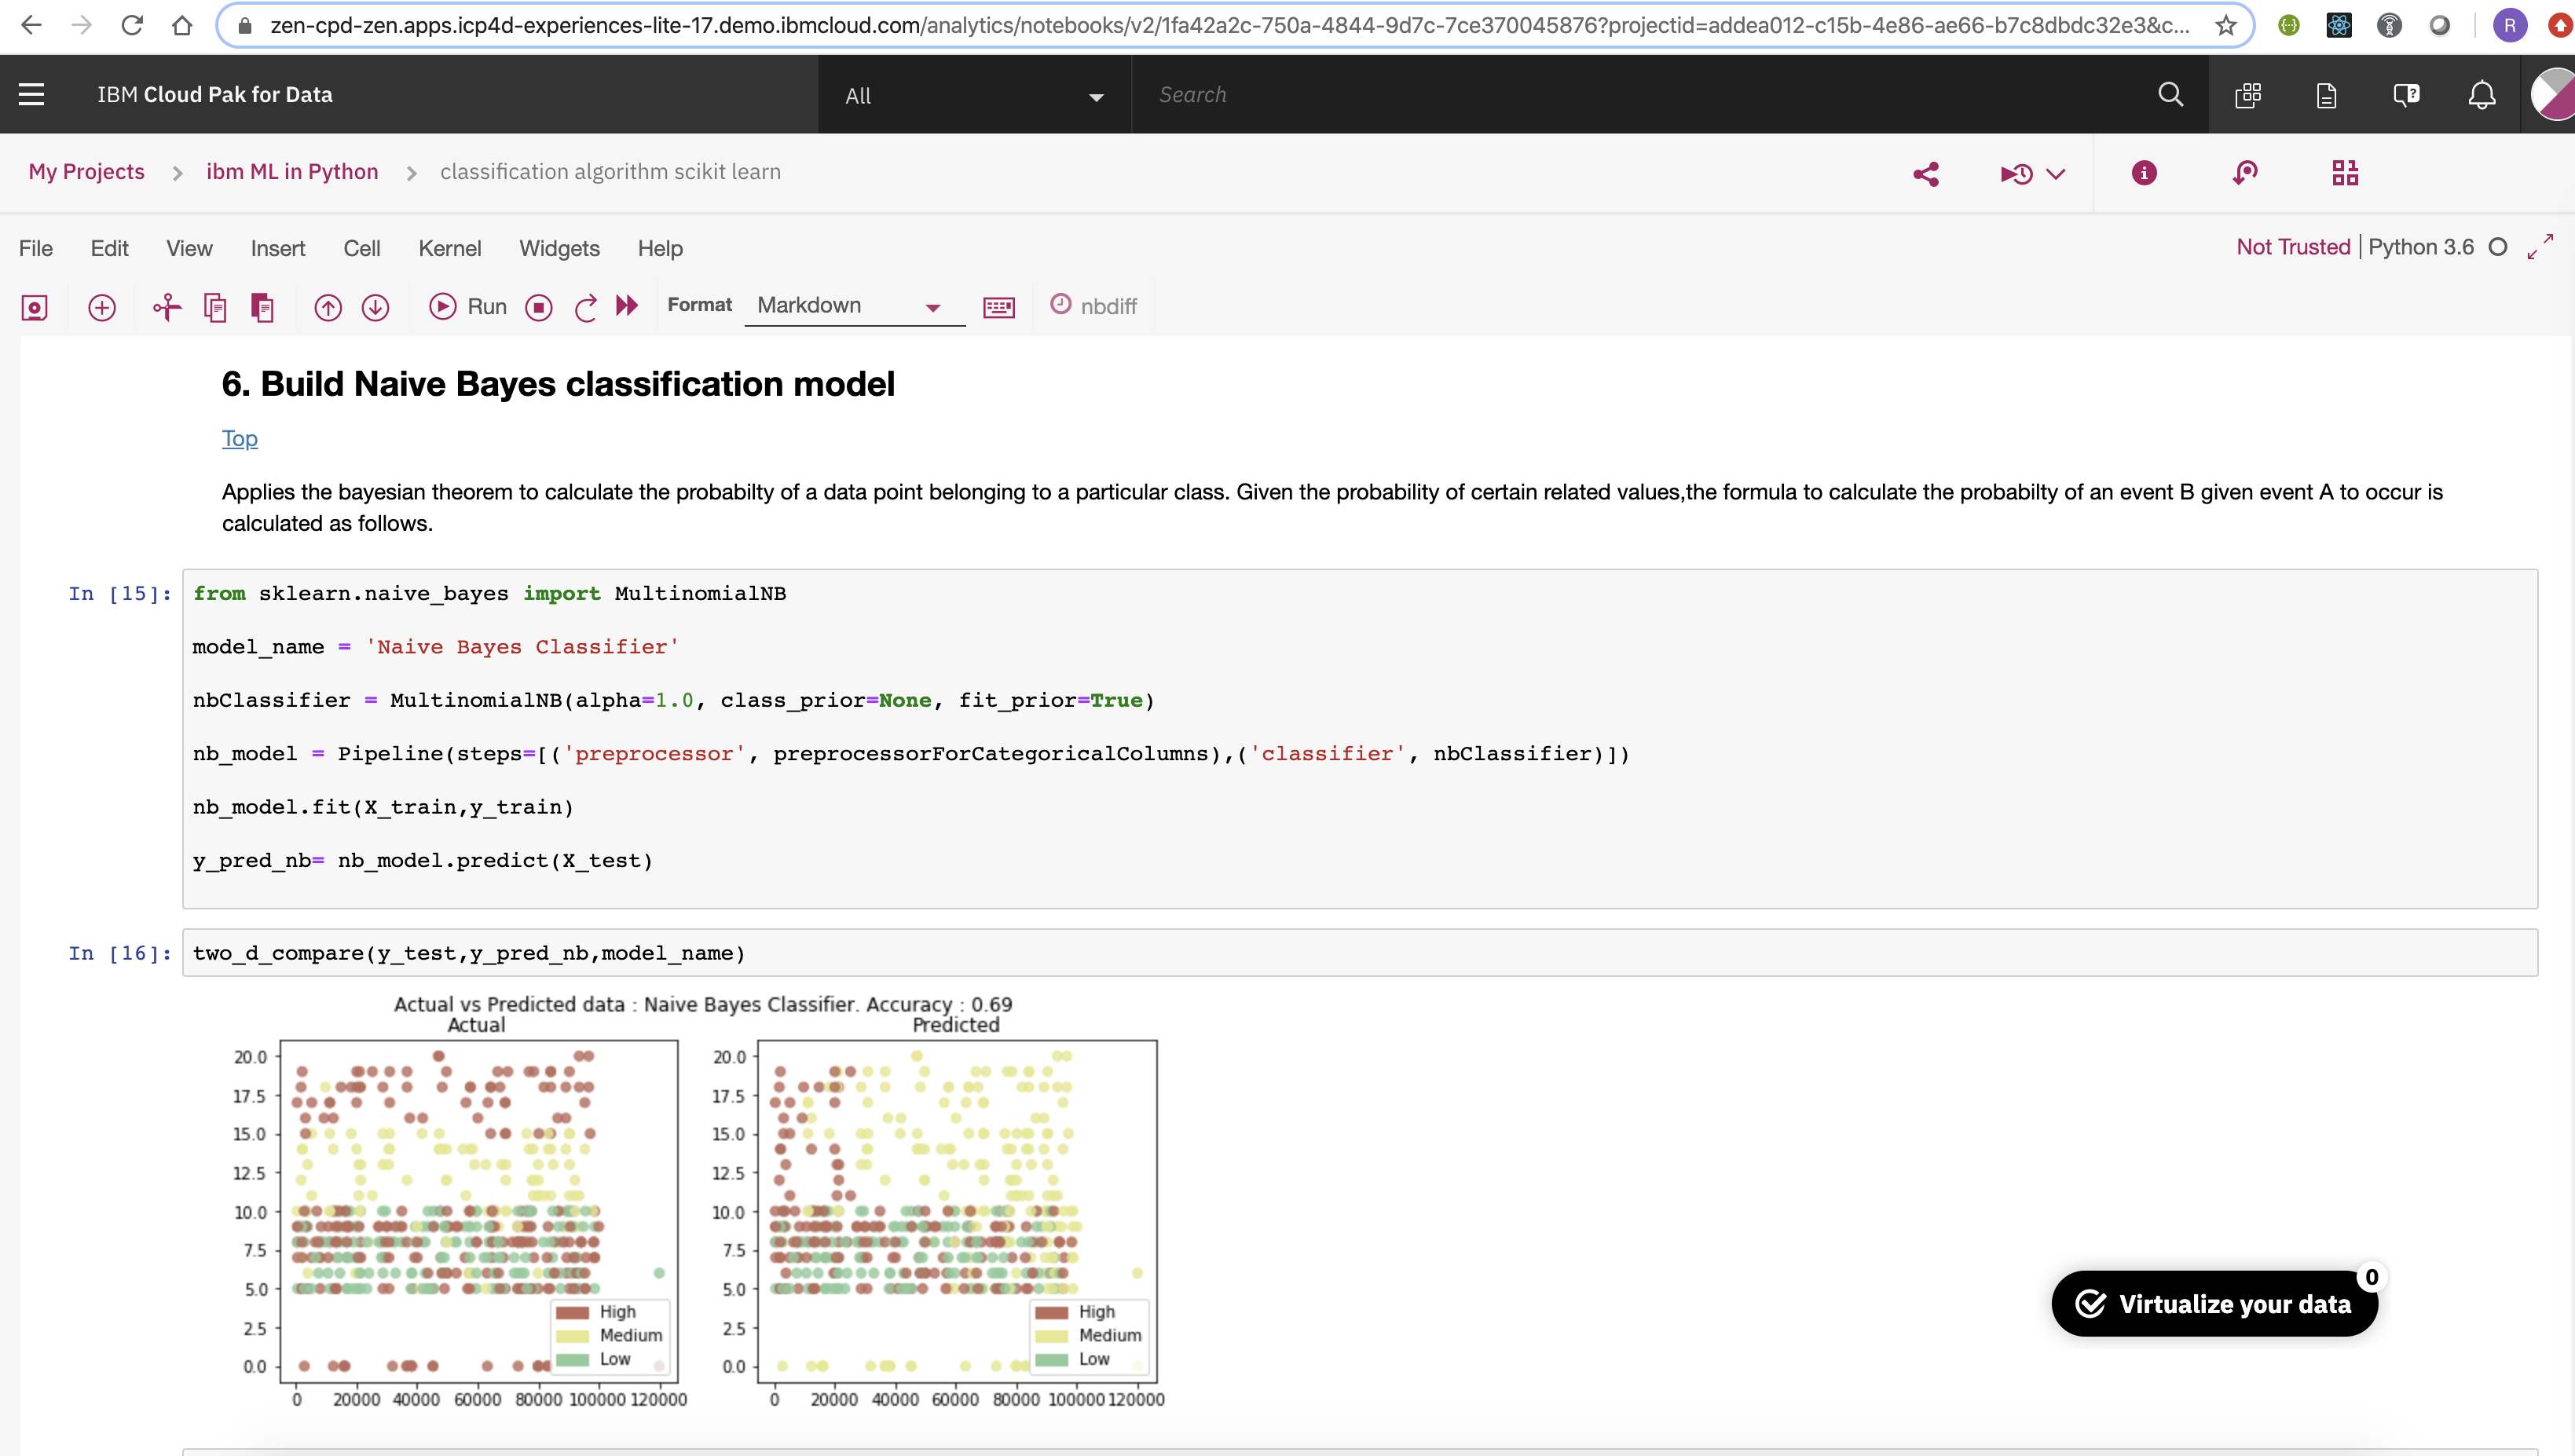 zen-cpd-zen.apps.icp4d-experiences-lite-17.demo.ibmcloud.com/analytics/notebooks/v2/1fa42a2c-750a-4844-9d7c-7ce370045876?projectid=addea012-c15b-4e86-ae66-b7c8dbdc32e3&c...
R
IBM Cloud Pak for Data
All
Search
My Projects > ibm ML in Python > classification algorithm scikit learn
File Edit View Insert Cell Kernel Widgets Help
Not Trusted | Python 3.6
Run
Format
Markdown
nbdiff
6. Build Naive Bayes classification model
Top
Applies the bayesian theorem to calculate the probabilty of a data point belonging to a particular class. Given the probability of certain related values,the formula to calculate the probabilty of an event B given event A to occur is
calculated as follows.
In [15]:
from sklearn.naive_bayes import MultinomialNB
model_name = 'Naive Bayes Classifier'
nbClassifier = MultinomialNB(alpha=1.0, class_prior=None, fit_prior=True)
nb_model = Pipeline(steps=[('preprocessor', preprocessorForCategoricalColumns),('classifier', nbClassifier)])
nb_model.fit(X_train,y_train)
y_pred_nb= nb_model.predict(X_test)
In [16]:
two_d_compare(y_test,y_pred_nb,model_name)
Actual vs Predicted data : Naive Bayes Classifier. Accuracy : 0.69
Actual
20.0
17.5
15.0
12.5
10.0
7.5
5.0
2.5
0.0
0 20000 40000 60000 80000 100000 120000
High
Medium
Low
Predicted
20.0
17.5
15.0
12.5
10.0
7.5
5.0
2.5
0.0
0 20000 40000 60000 80000 100000 120000
High
Medium
Low
Virtualize your data
0